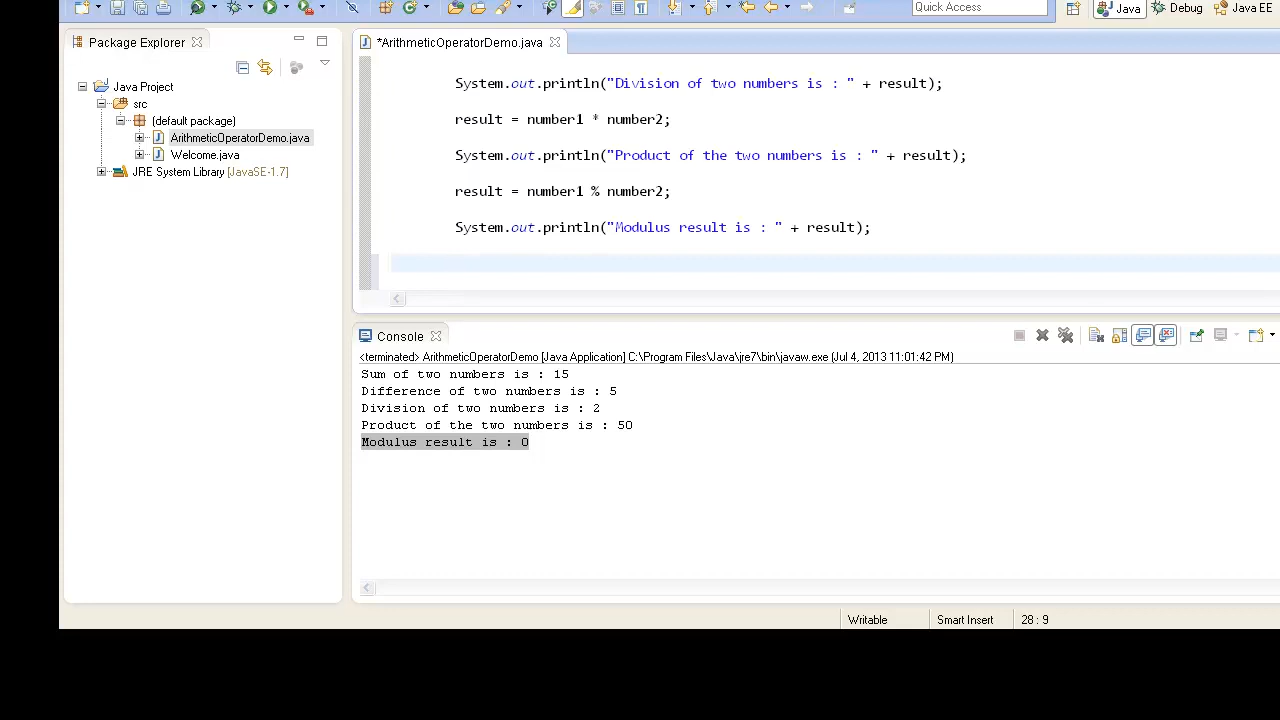 Quick Access
Java
Debug
Java EE
Package Explorer
Java Project
src
(default package)
ArithmeticOperatorDemo.java
Welcome.java
JRE System Library [JavaSE-1.7]
*ArithmeticOperatorDemo.java
System.out.println("Division of two numbers is : " + result);
result = number1 * number2;
System.out.println("Product of the two numbers is : " + result);
result = number1 % number2;
System.out.println("Modulus result is : " + result);
Console
<terminated> ArithmeticOperatorDemo [Java Application] C:\Program Files\Java\jre7\bin\javaw.exe (Jul 4, 2013 11:01:42 PM)
Sum of two numbers is : 15
Difference of two numbers is : 5
Division of two numbers is : 2
Product of the two numbers is : 50
Modulus result is : 0
Writable
Smart Insert
28 : 9